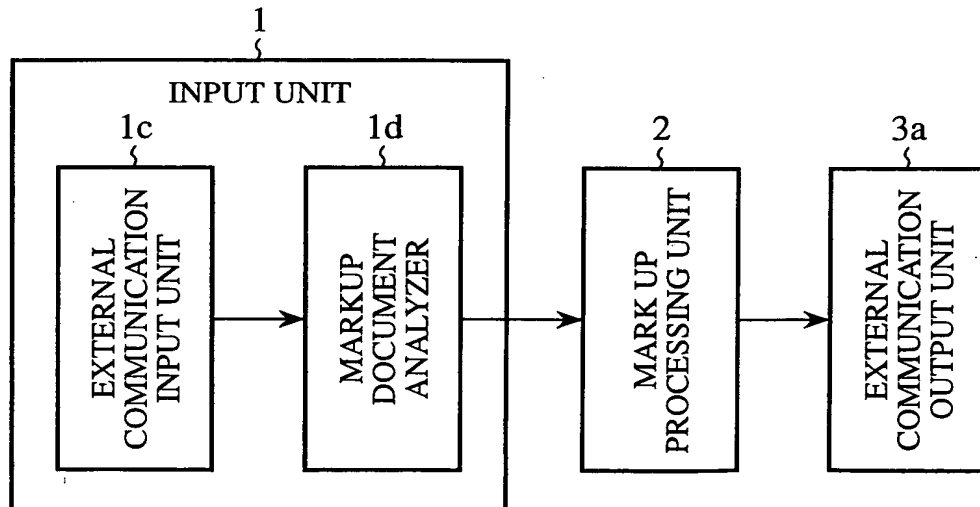 1
INPUT UNIT
1c
1d
2
3a
EXTERNAL
COMMUNICATION
INPUT UNIT
MARKUP
DOCUMENT
ANALYZER
MARK UP
PROCESSING UNIT
EXTERNAL
COMMUNICATION
OUTPUT UNIT